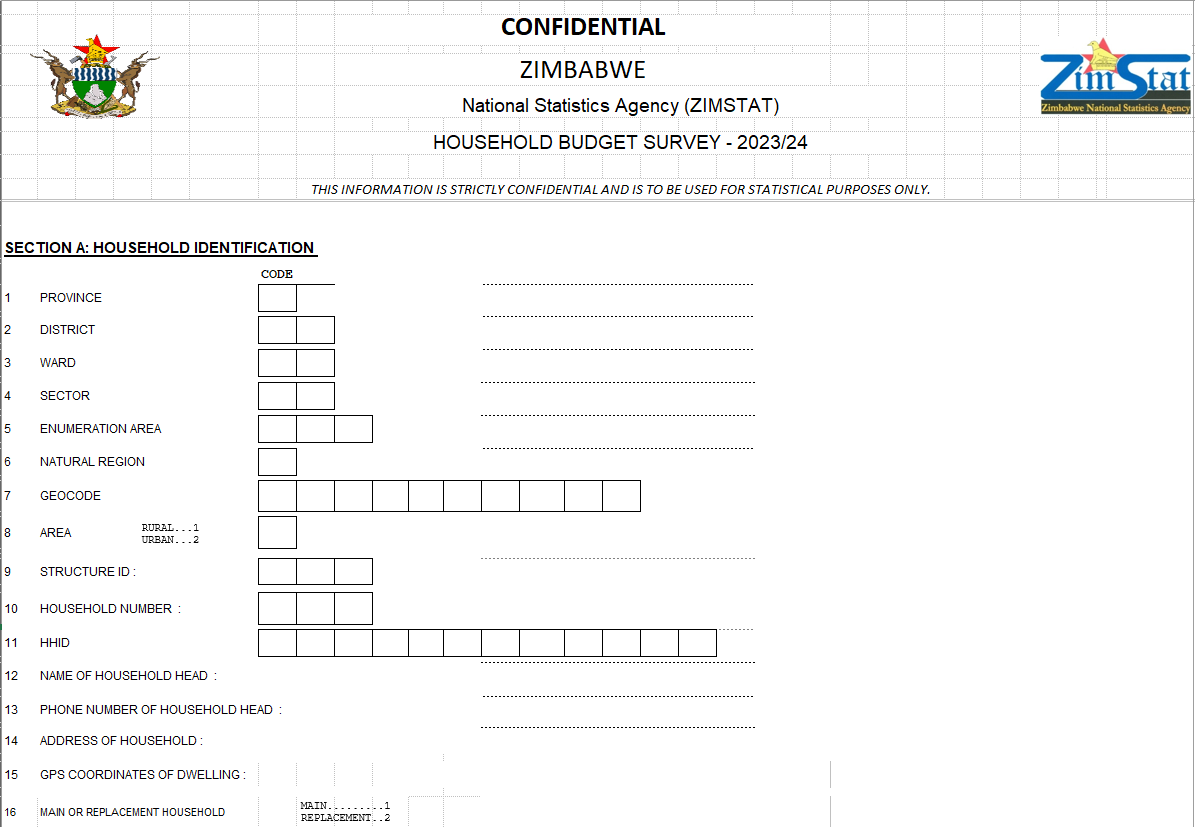 CONFIDENTIAL
ZIMBABWE
ZimStat
Zimbabwe National Statistics Agency
National Statistics Agency (ZIMSTAT)
HOUSEHOLD BUDGET SURVEY - 2023/24
THIS INFORMATION IS STRICTLY CONFIDENTIAL AND IS TO BE USED FOR STATISTICAL PURPOSES ONLY.
SECTION A: HOUSEHOLD IDENTIFICATION
CODE
1 PROVINCE
2 DISTRICT
3 WARD
4 SECTOR
5 ENUMERATION AREA
6 NATURAL REGION
7 GEOCODE
8 AREA RURAL...1
URBAN...2
9 STRUCTURE ID :
10 HOUSEHOLD NUMBER :
11 HHID
12 NAME OF HOUSEHOLD HEAD :
13 PHONE NUMBER OF HOUSEHOLD HEAD :
14 ADDRESS OF HOUSEHOLD :
15 GPS COORDINATES OF DWELLING :
16 MAIN OR REPLACEMENT HOUSEHOLD MAIN.........1
REPLACEMENT..2